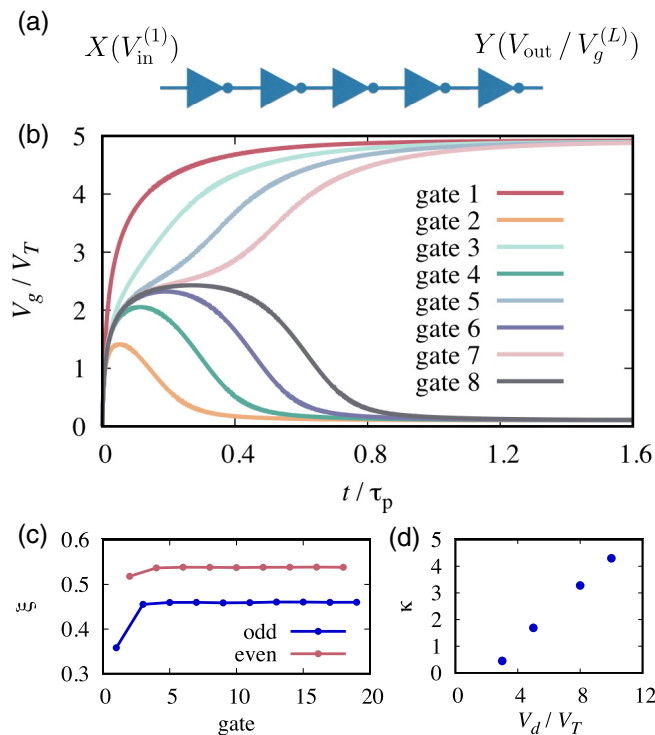 (a)
X(V_in^(1)) Y(V_out / V_g^(L))
(b)
5
4
3
2
1
0
V_g / V_T
gate 1
gate 2
gate 3
gate 4
gate 5
gate 6
gate 7
gate 8
0 0.4 0.8 1.2 1.6
t / τ_p
(c)
0.6
0.5
0.4
0.3
ξ
odd
even
0 5 10 15 20
gate
(d)
5
4
3
2
1
0
κ
0 4 8 12
V_d / V_T